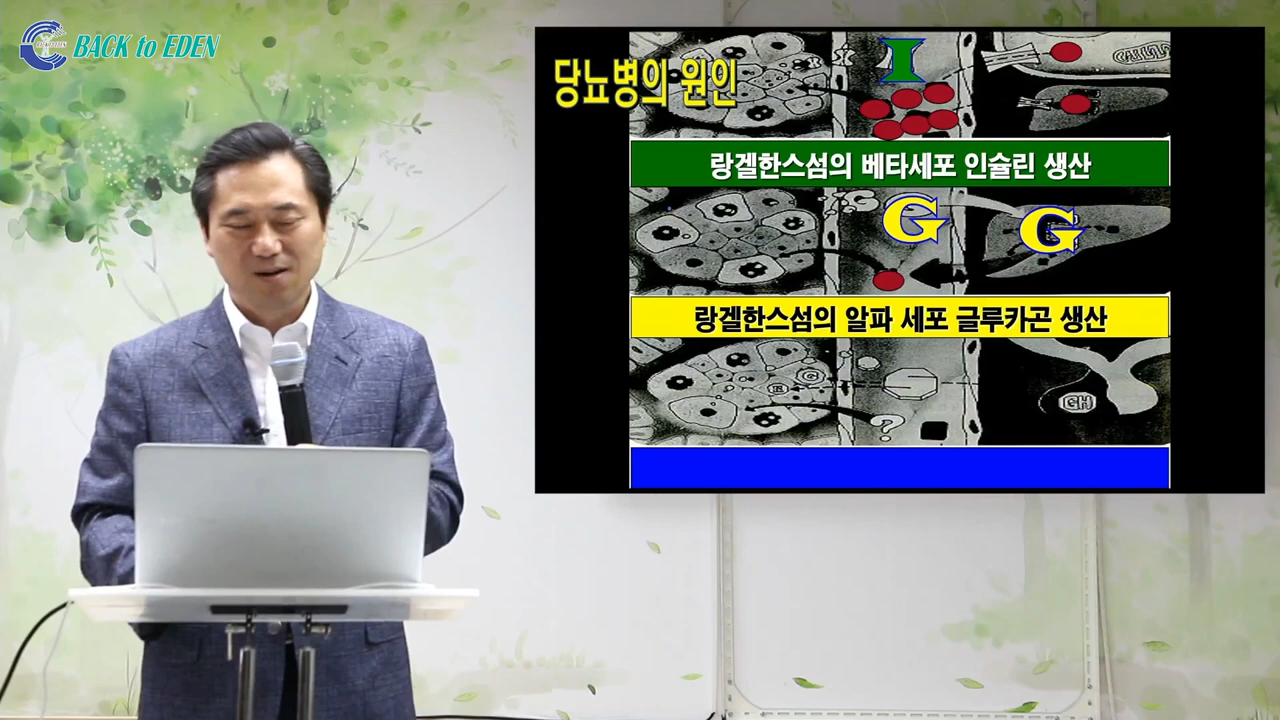 BACK to EDEN
당뇨병의 원인
I
랑겔한스섬의 베타세포 인슐린 생산
G
G
랑겔한스섬의 알파 세포 글루카곤 생산
G
GH
?